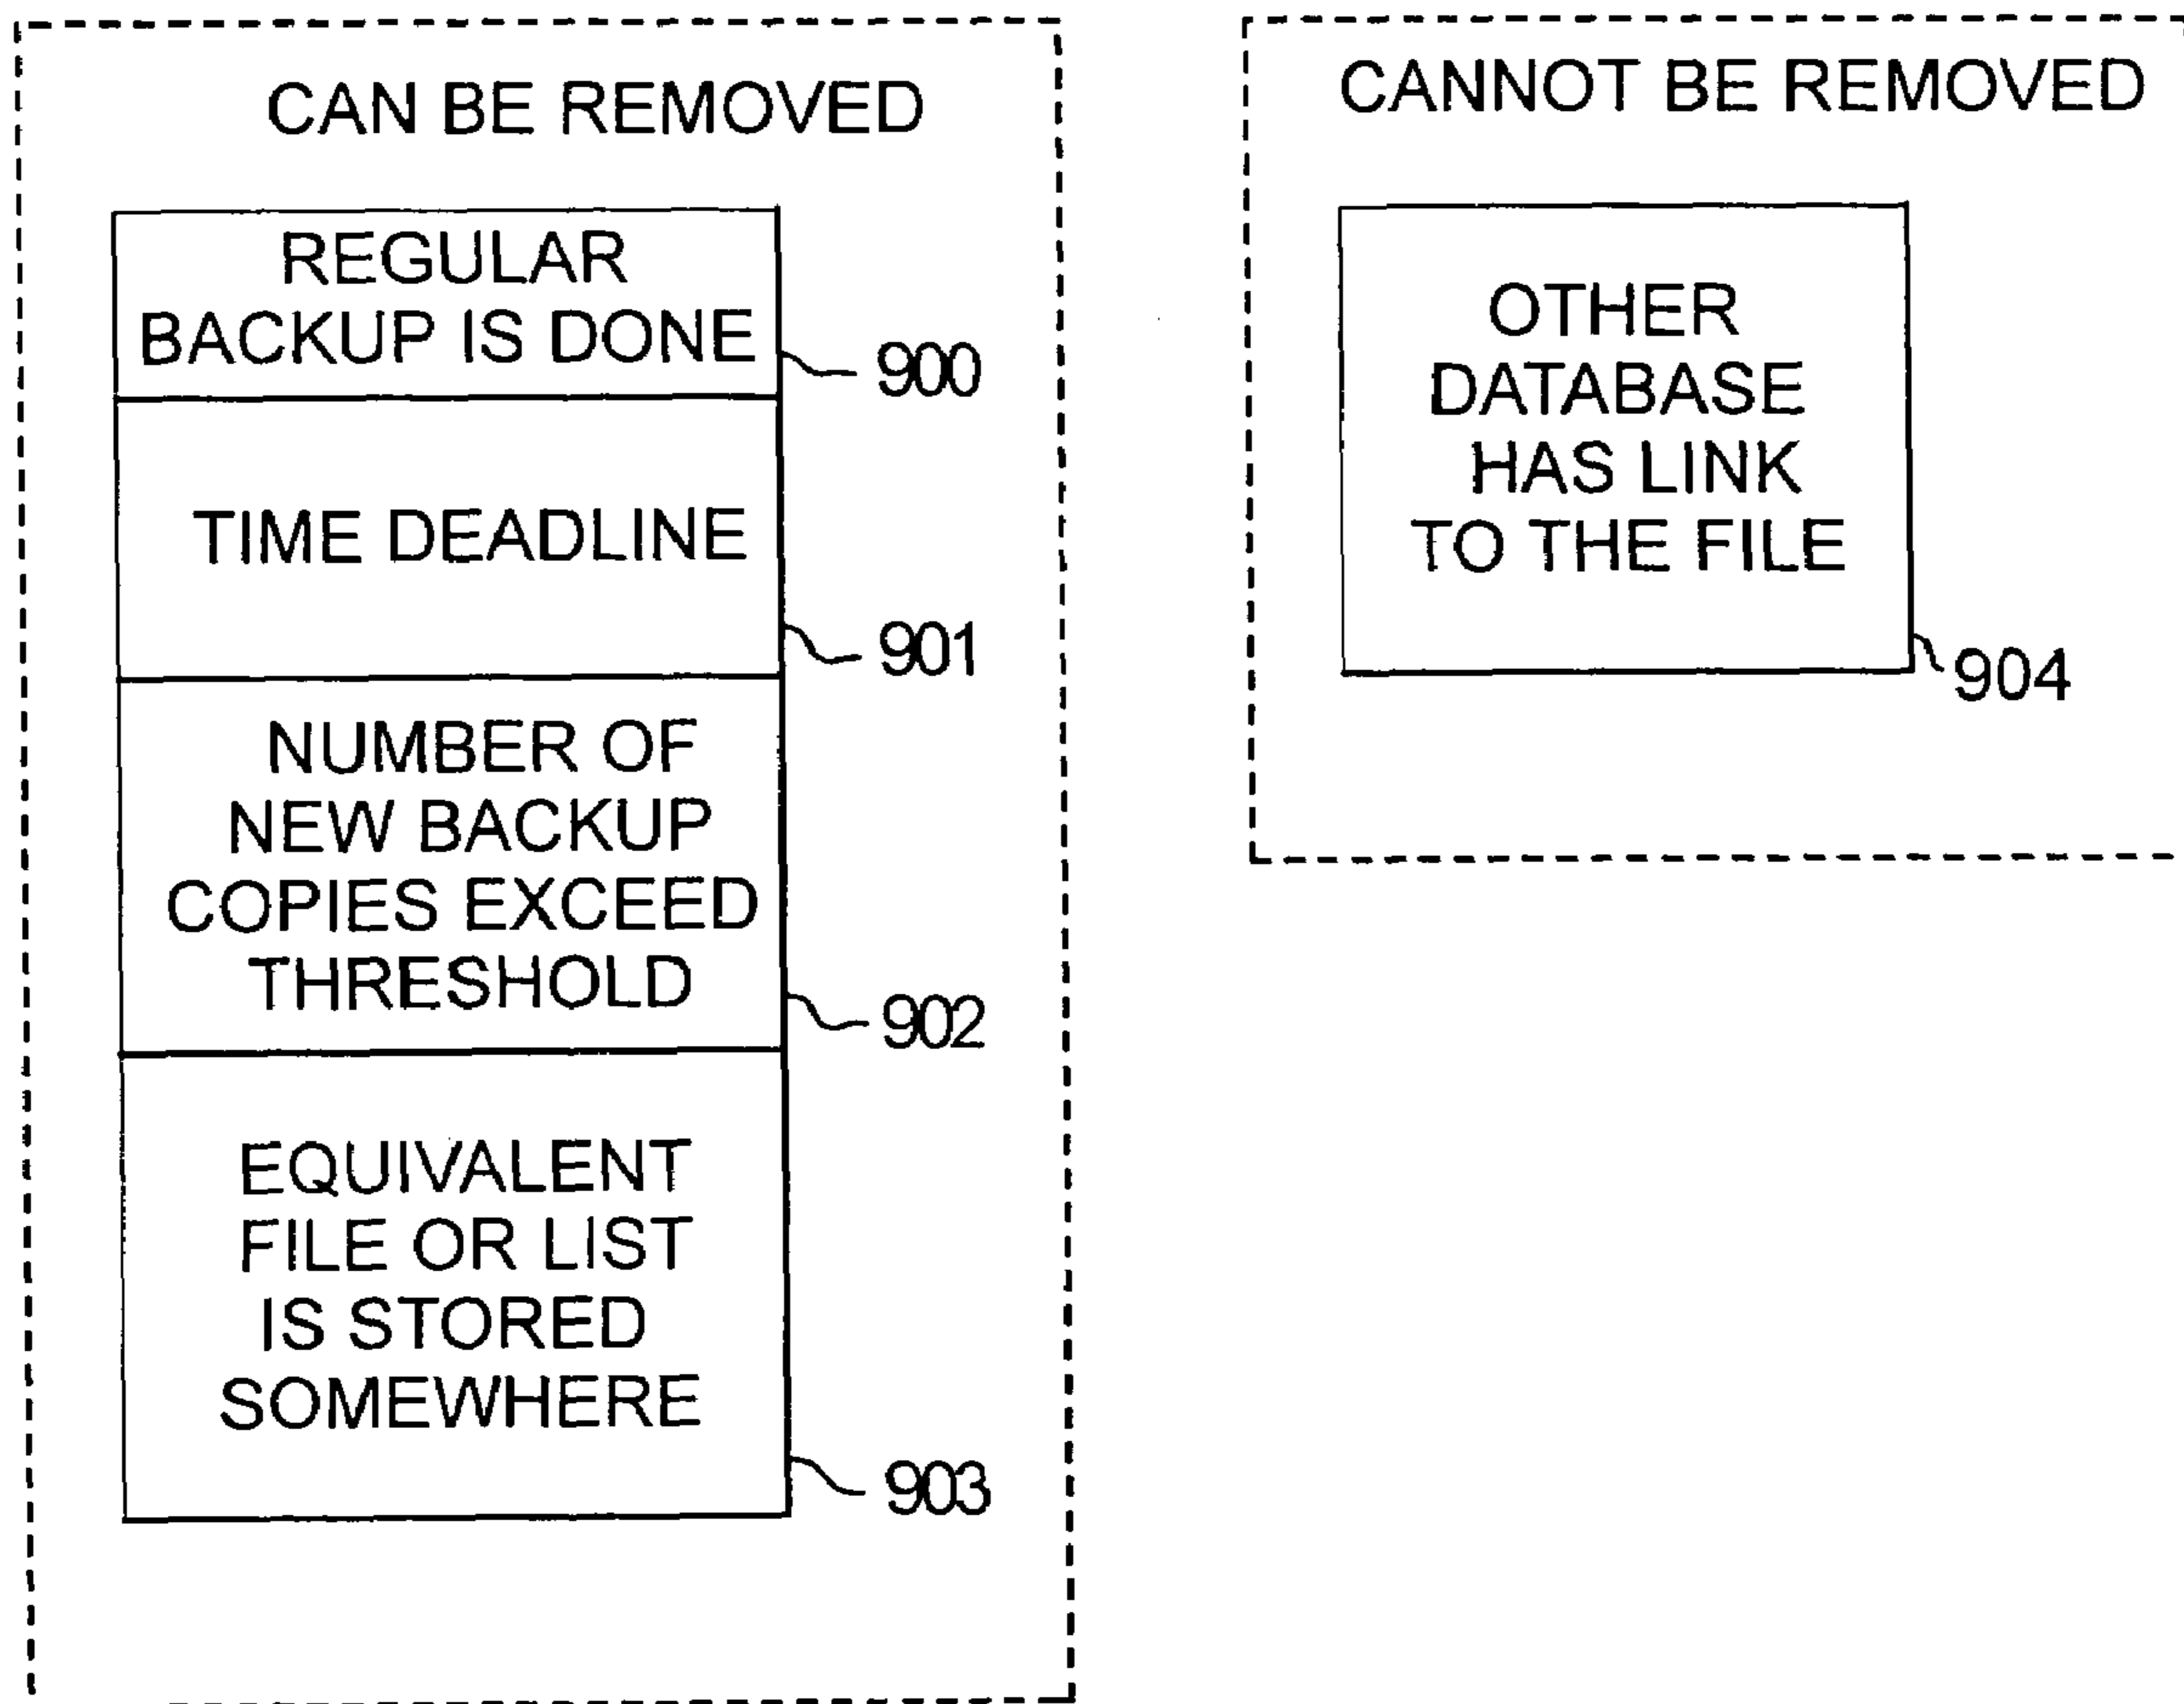 CAN BE REMOVED
REGULAR
BACKUP IS DONE
900
TIME DEADLINE
901
NUMBER OF
NEW BACKUP
COPIES EXCEED
THRESHOLD
902
EQUIVALENT
FILE OR LIST
IS STORED
SOMEWHERE
903
CANNOT BE REMOVED
OTHER
DATABASE
HAS LINK
TO THE FILE
904